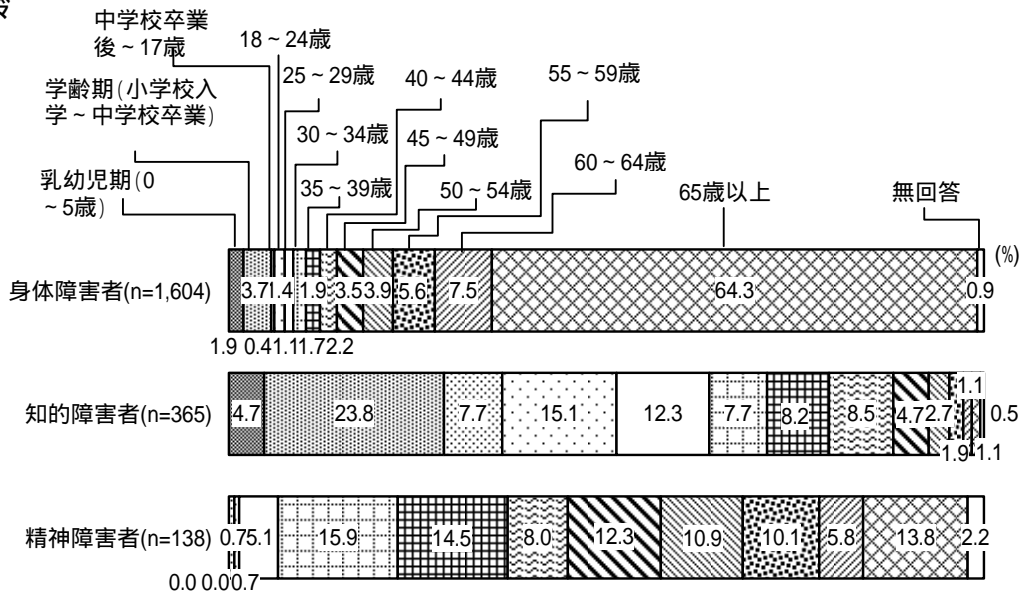 中学校卒業
後～17歳
18～24歳
25～29歳
40～44歳
55～59歳
学齢期(小学校入
学～中学校卒業)
30～34歳
45～49歳
乳幼児期(0
～5歳)
35～39歳
50～54歳
60～64歳
65歳以上
無回答
(%)
身体障害者(n=1,604)
3.7 1.4 1.9 3.5 3.9 5.6 7.5 64.3 0.9
1.9 0.4 1.1 1.7 2.2
知的障害者(n=365)
4.7 23.8 7.7 15.1 12.3 7.7 8.2 8.5 4.7 2.7 1.1 0.5
1.9 1.1
精神障害者(n=138)
0.7 5.1 15.9 14.5 8.0 12.3 10.9 10.1 5.8 13.8 2.2
0.0 0.0 0.7